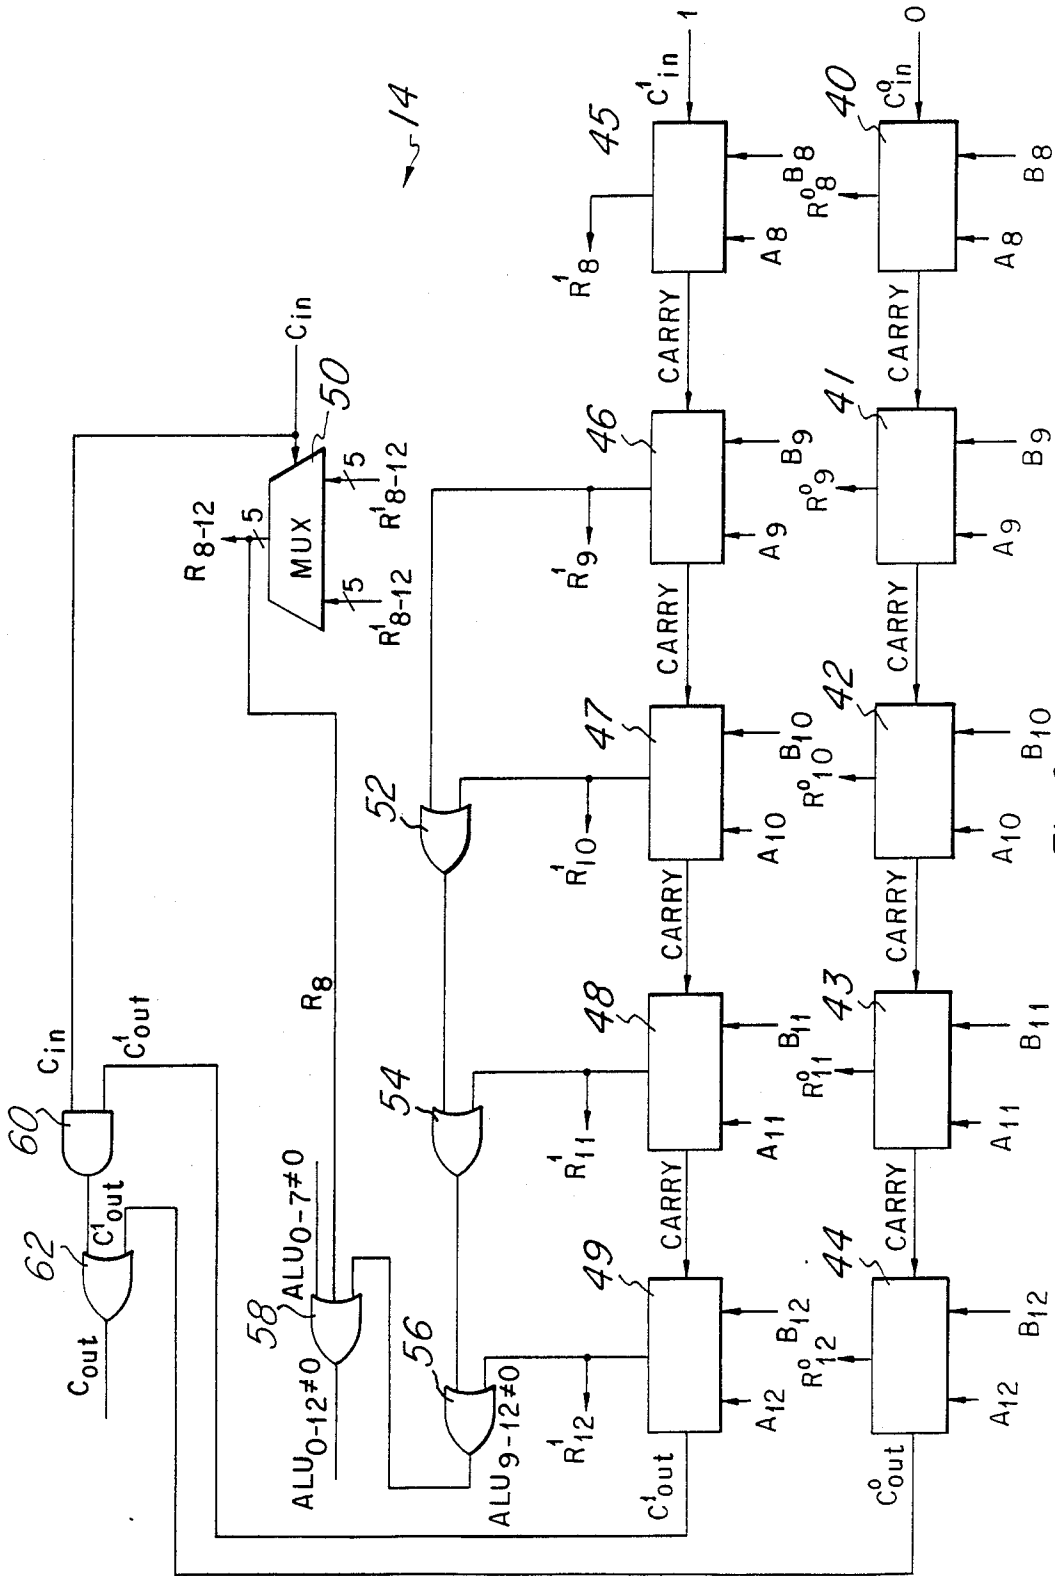 14
Cin
60
C¹out
62
C¹out
Cout
R8-12
5
Cin
MUX
50
5
5
R¹8-12
R¹8-12
R8
ALU0-7≠0
58
ALU0-12≠0
52
54
56
ALU9-12≠0
R¹12
R¹11
R¹10
R¹9
R¹8
C¹out
49
CARRY
48
CARRY
47
CARRY
46
CARRY
45
C¹in
1
A12
B12
A11
B11
A10
B10
A9
B9
A8
B8
C⁰out
R⁰12
44
CARRY
R⁰11
43
CARRY
R⁰10
42
CARRY
R⁰9
41
CARRY
R⁰8
40
C⁰in
0
A12
B12
A11
B11
A10
B10
A9
B9
A8
B8